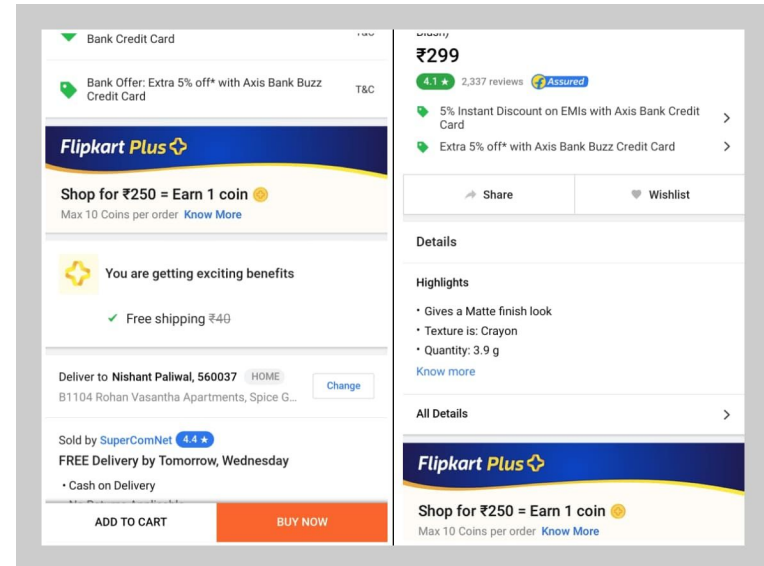 Bank Credit Card
T&C
Bank Offer: Extra 5% off* with Axis Bank Buzz
Credit Card
T&C
Flipkart Plus
Shop for ₹250 = Earn 1 coin
Max 10 Coins per order Know More
You are getting exciting benefits
✓ Free shipping ₹40
Deliver to Nishant Paliwal, 560037 HOME
B1104 Rohan Vasantha Apartments, Spice G...
Change
Sold by SuperComNet 4.4 ★
FREE Delivery by Tomorrow, Wednesday
• Cash on Delivery
ADD TO CART
BUY NOW
₹299
4.1 ★ 2,337 reviews Assured
5% Instant Discount on EMIs with Axis Bank Credit
Card
Extra 5% off* with Axis Bank Buzz Credit Card
Share
Wishlist
Details
Highlights
• Gives a Matte finish look
• Texture is: Crayon
• Quantity: 3.9 g
Know more
All Details
Flipkart Plus
Shop for ₹250 = Earn 1 coin
Max 10 Coins per order Know More